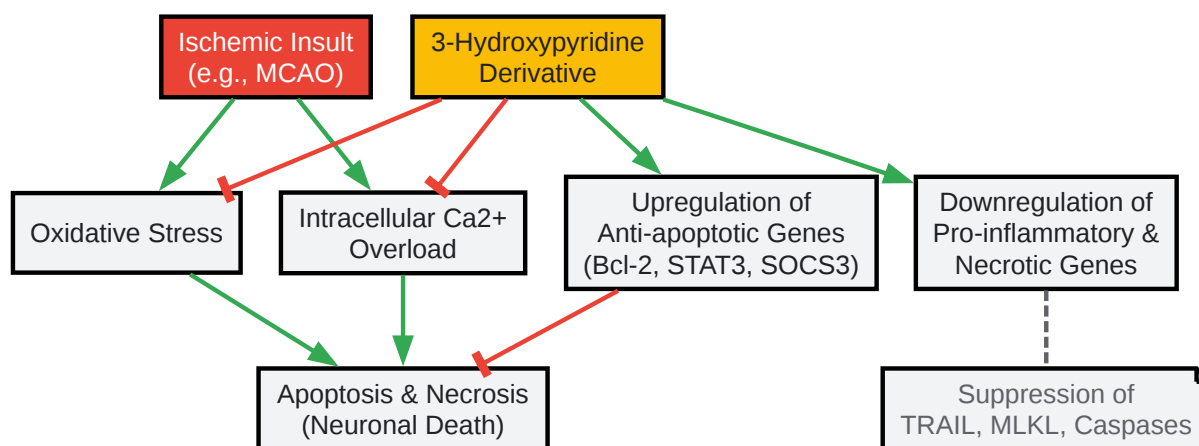 Ischemic Insult
(e.g., MCAO)
3-Hydroxypyridine
Derivative
Oxidative Stress
Intracellular Ca2+
Overload
Upregulation of
Anti-apoptotic Genes
(Bcl-2, STAT3, SOCS3)
Downregulation of
Pro-inflammatory &
Necrotic Genes
Apoptosis & Necrosis
(Neuronal Death)
Suppression of
TRAIL, MLKL, Caspases